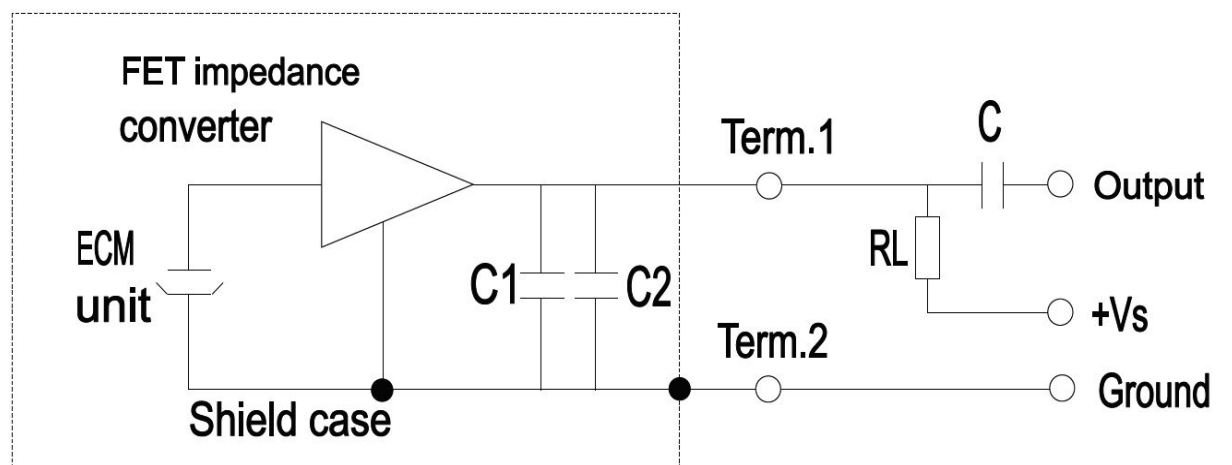 FET impedance
converter
Term.1
C
Output
ECM
unit
C1
C2
RL
+Vs
Term.2
Shield case
Ground